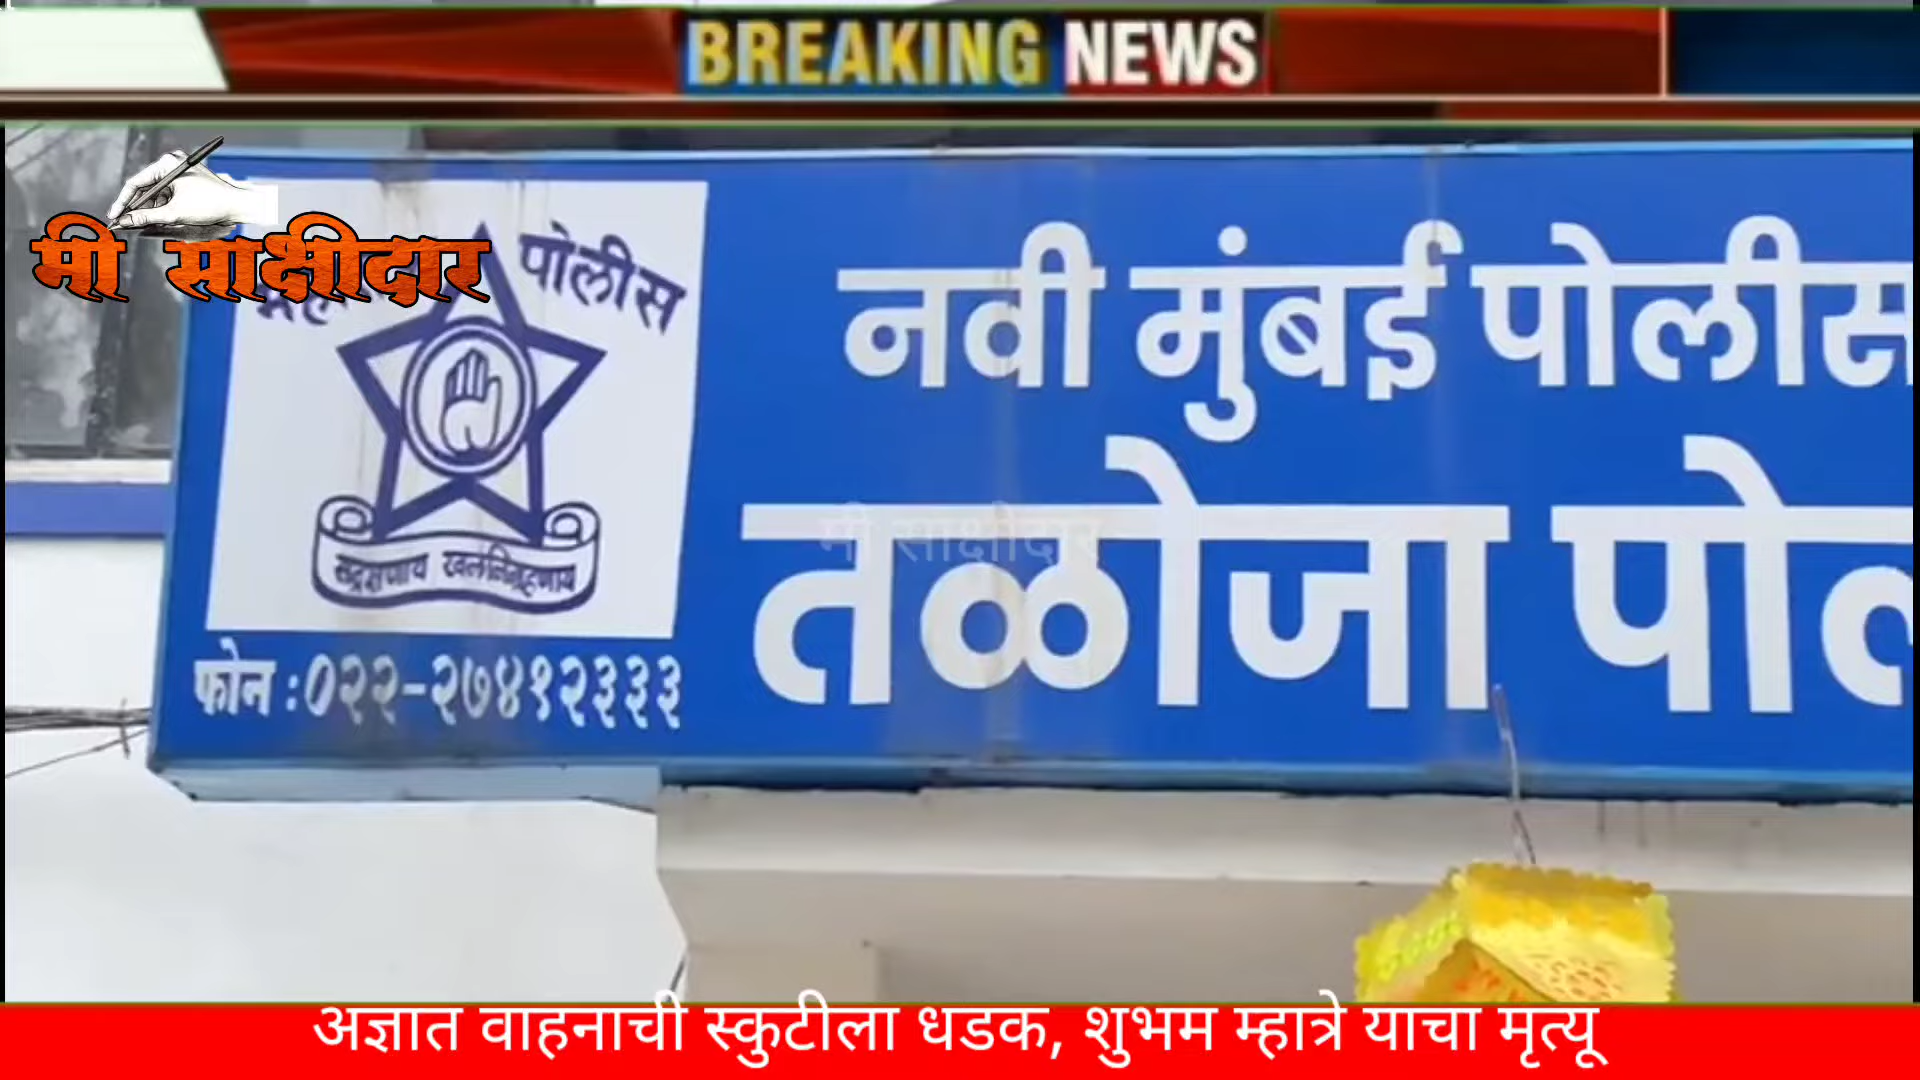 BREAKING NEWS
मी साक्षीदार
पोलीस
नवी मुंबई पोलीस
तळोजा पोल
मी साक्षीदार
सद्रक्षणाय खलनिग्रहणाय
फोन : ०२२-२७४१२३३३
अज्ञात वाहनाची स्कुटीला धडक, शुभम म्हात्रे याचा मृत्यू